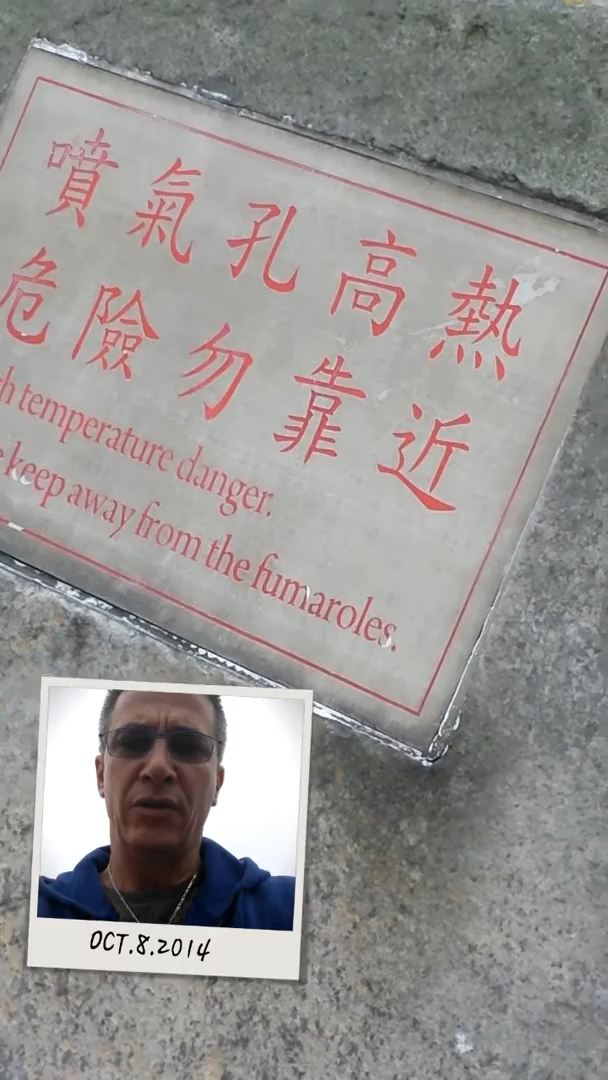 噴氣孔高熱
危險勿靠近
temperature danger.
keep away from the fumaroles.
OCT.8.2014